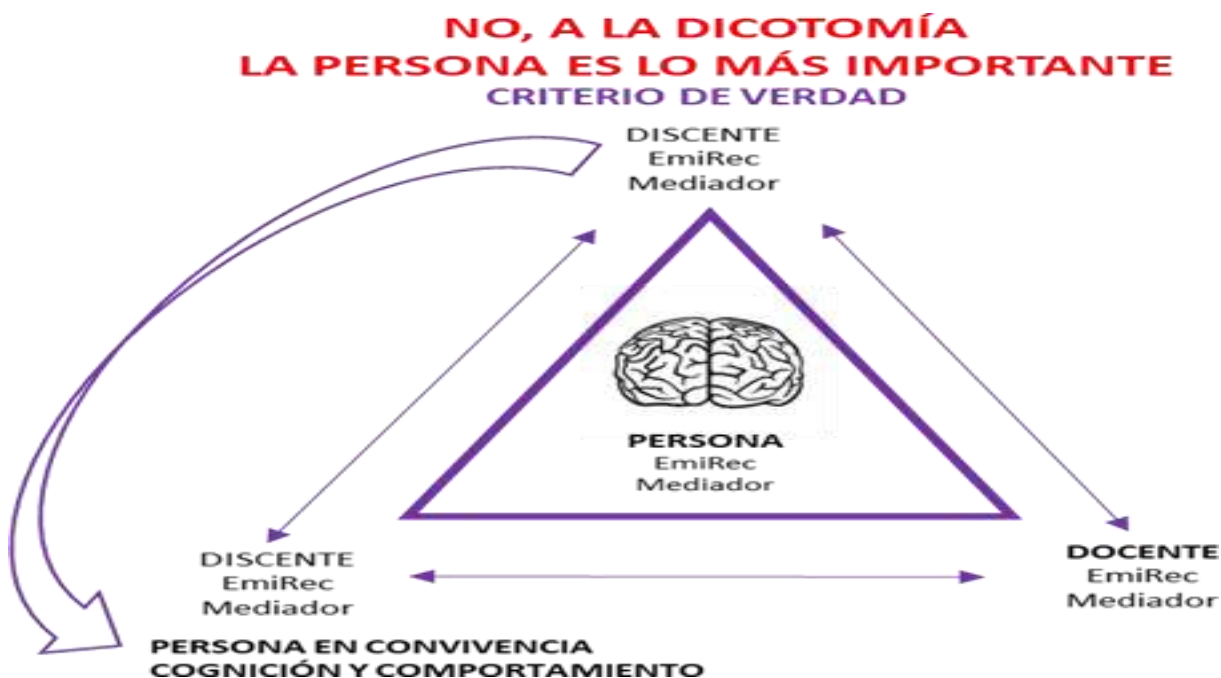 NO, A LA DICOTOMÍA
LA PERSONA ES LO MÁS IMPORTANTE
CRITERIO DE VERDAD
DISCENTE
EmiRec
Mediador
PERSONA
EmiRec
Mediador
DISCENTE
EmiRec
Mediador
DOCENTE
EmiRec
Mediador
PERSONA EN CONVIVENCIA
COGNICIÓN Y COMPORTAMIENTO